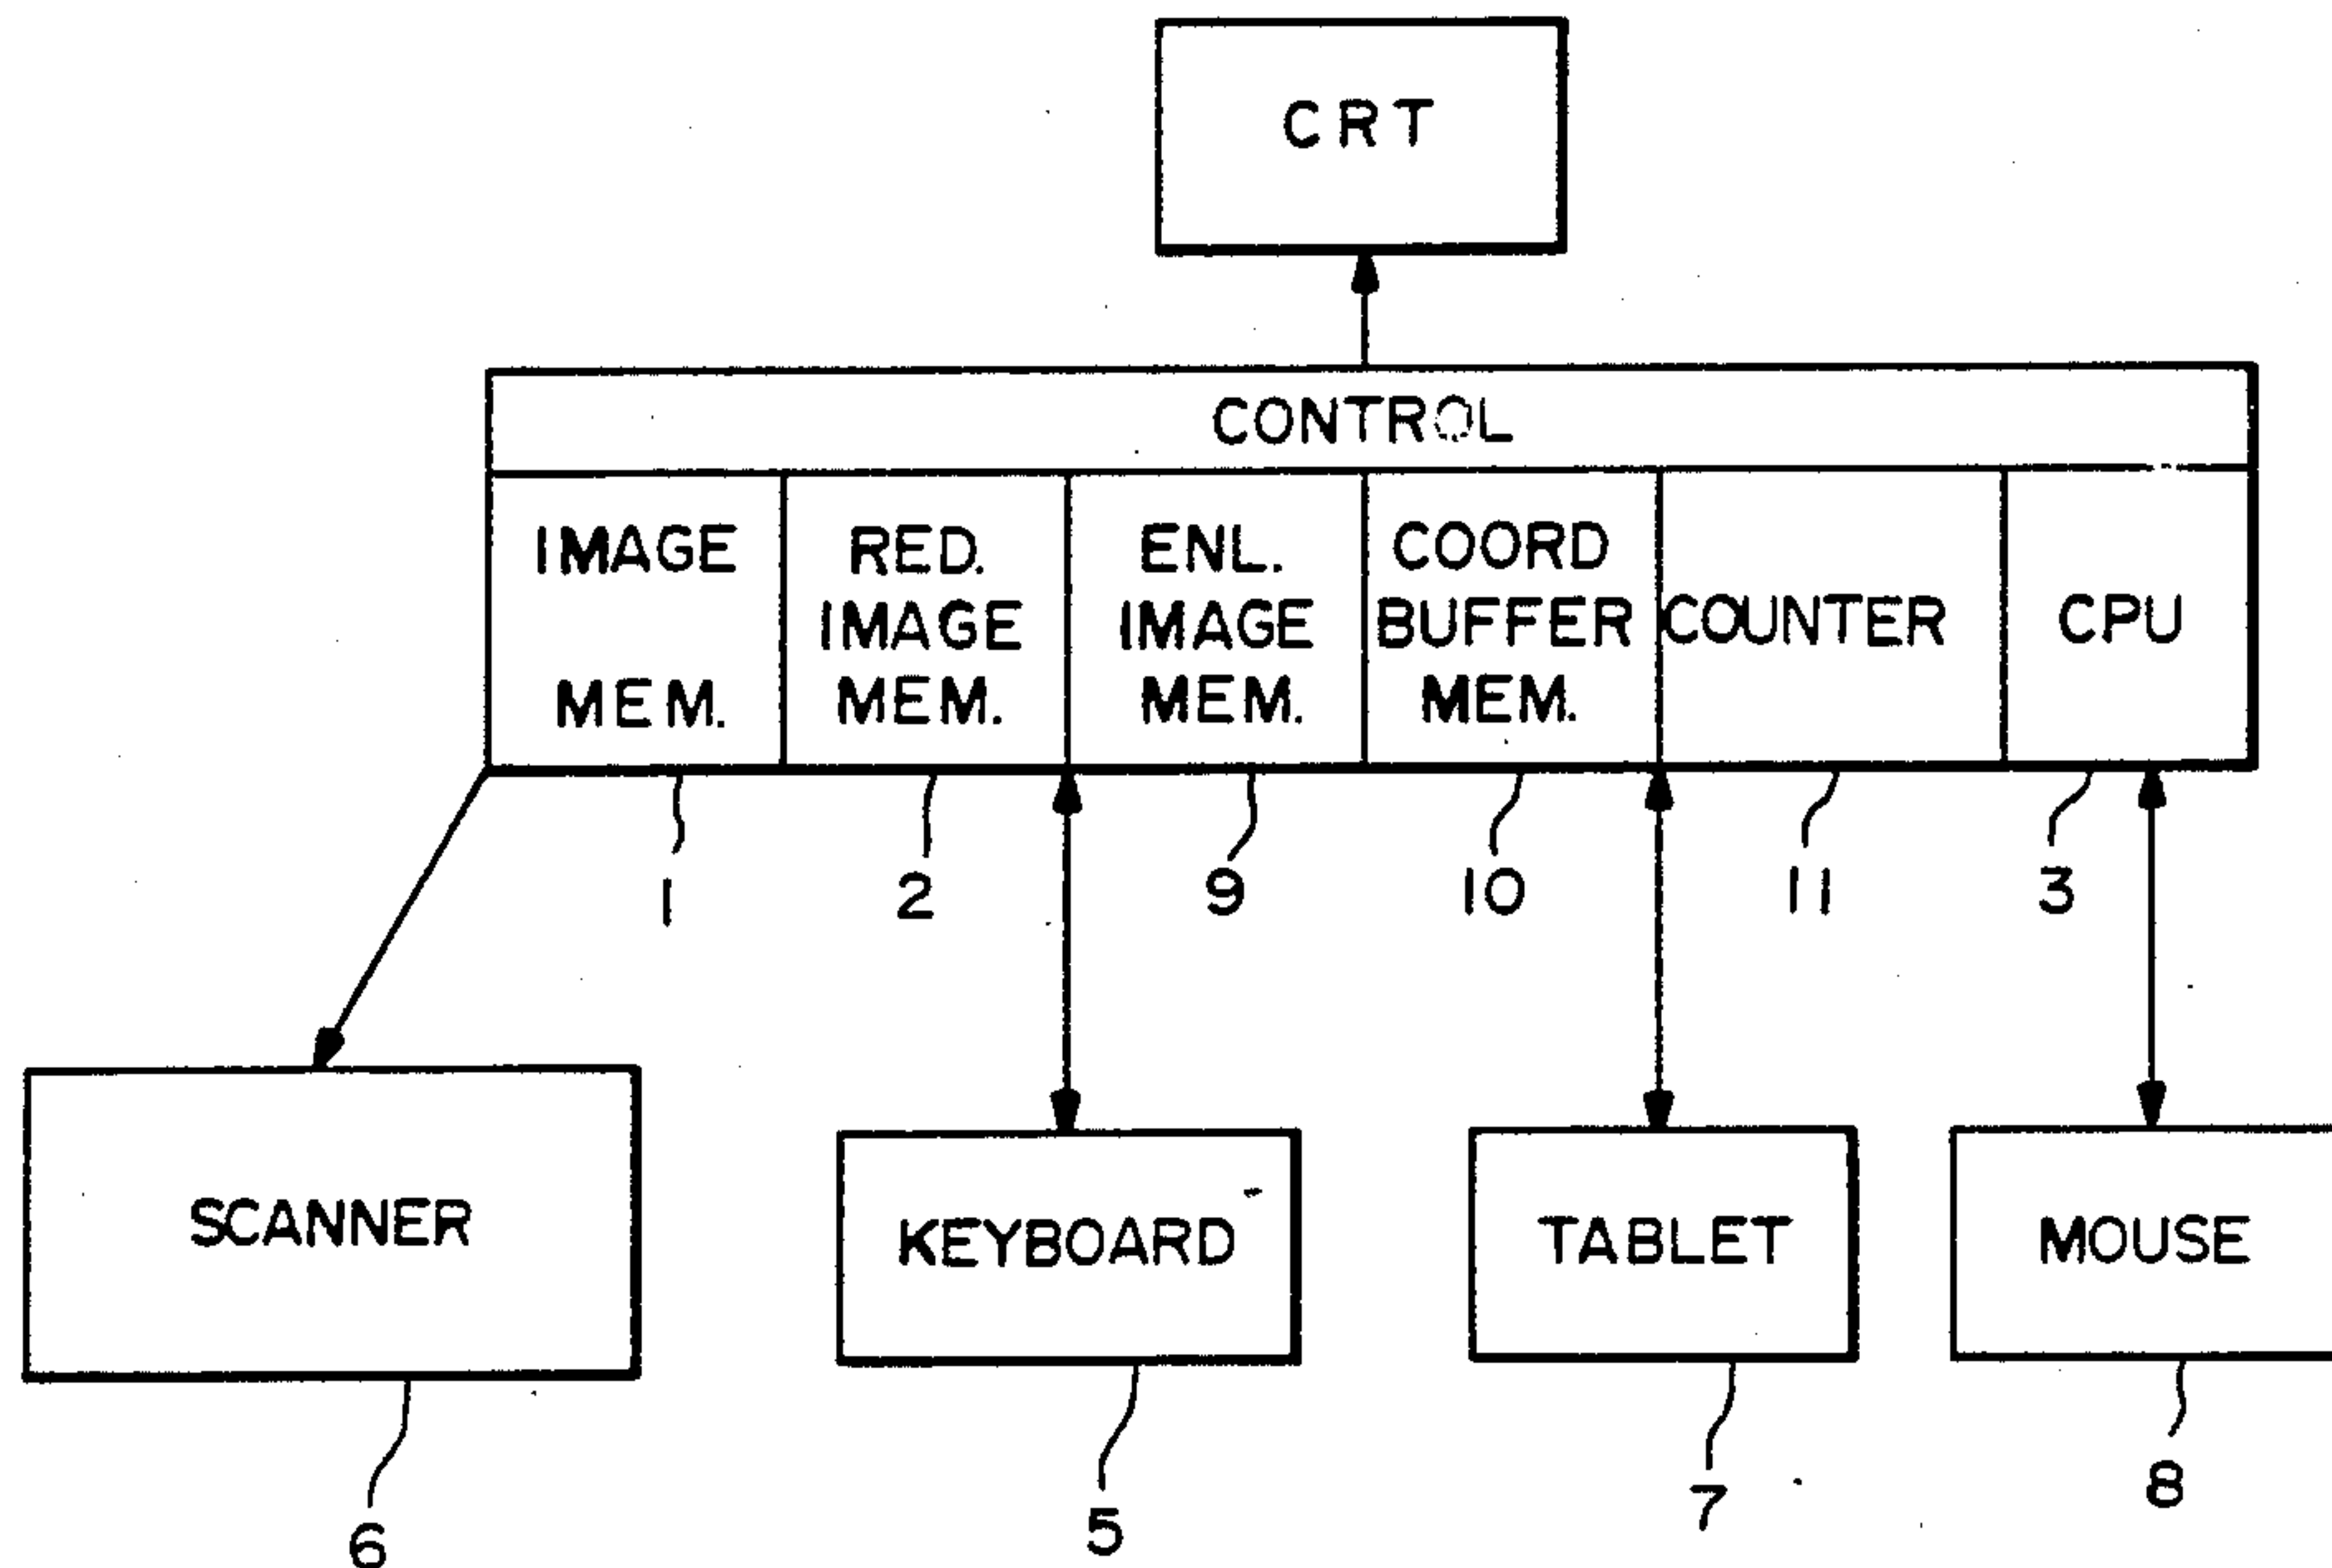 CRT
CONTROL
IMAGE
MEM.
RED.
IMAGE
MEM.
ENL.
IMAGE
MEM.
COORD
BUFFER
MEM.
COUNTER
CPU
1
2
9
10
11
3
SCANNER
KEYBOARD
TABLET
MOUSE
6
5
7
8